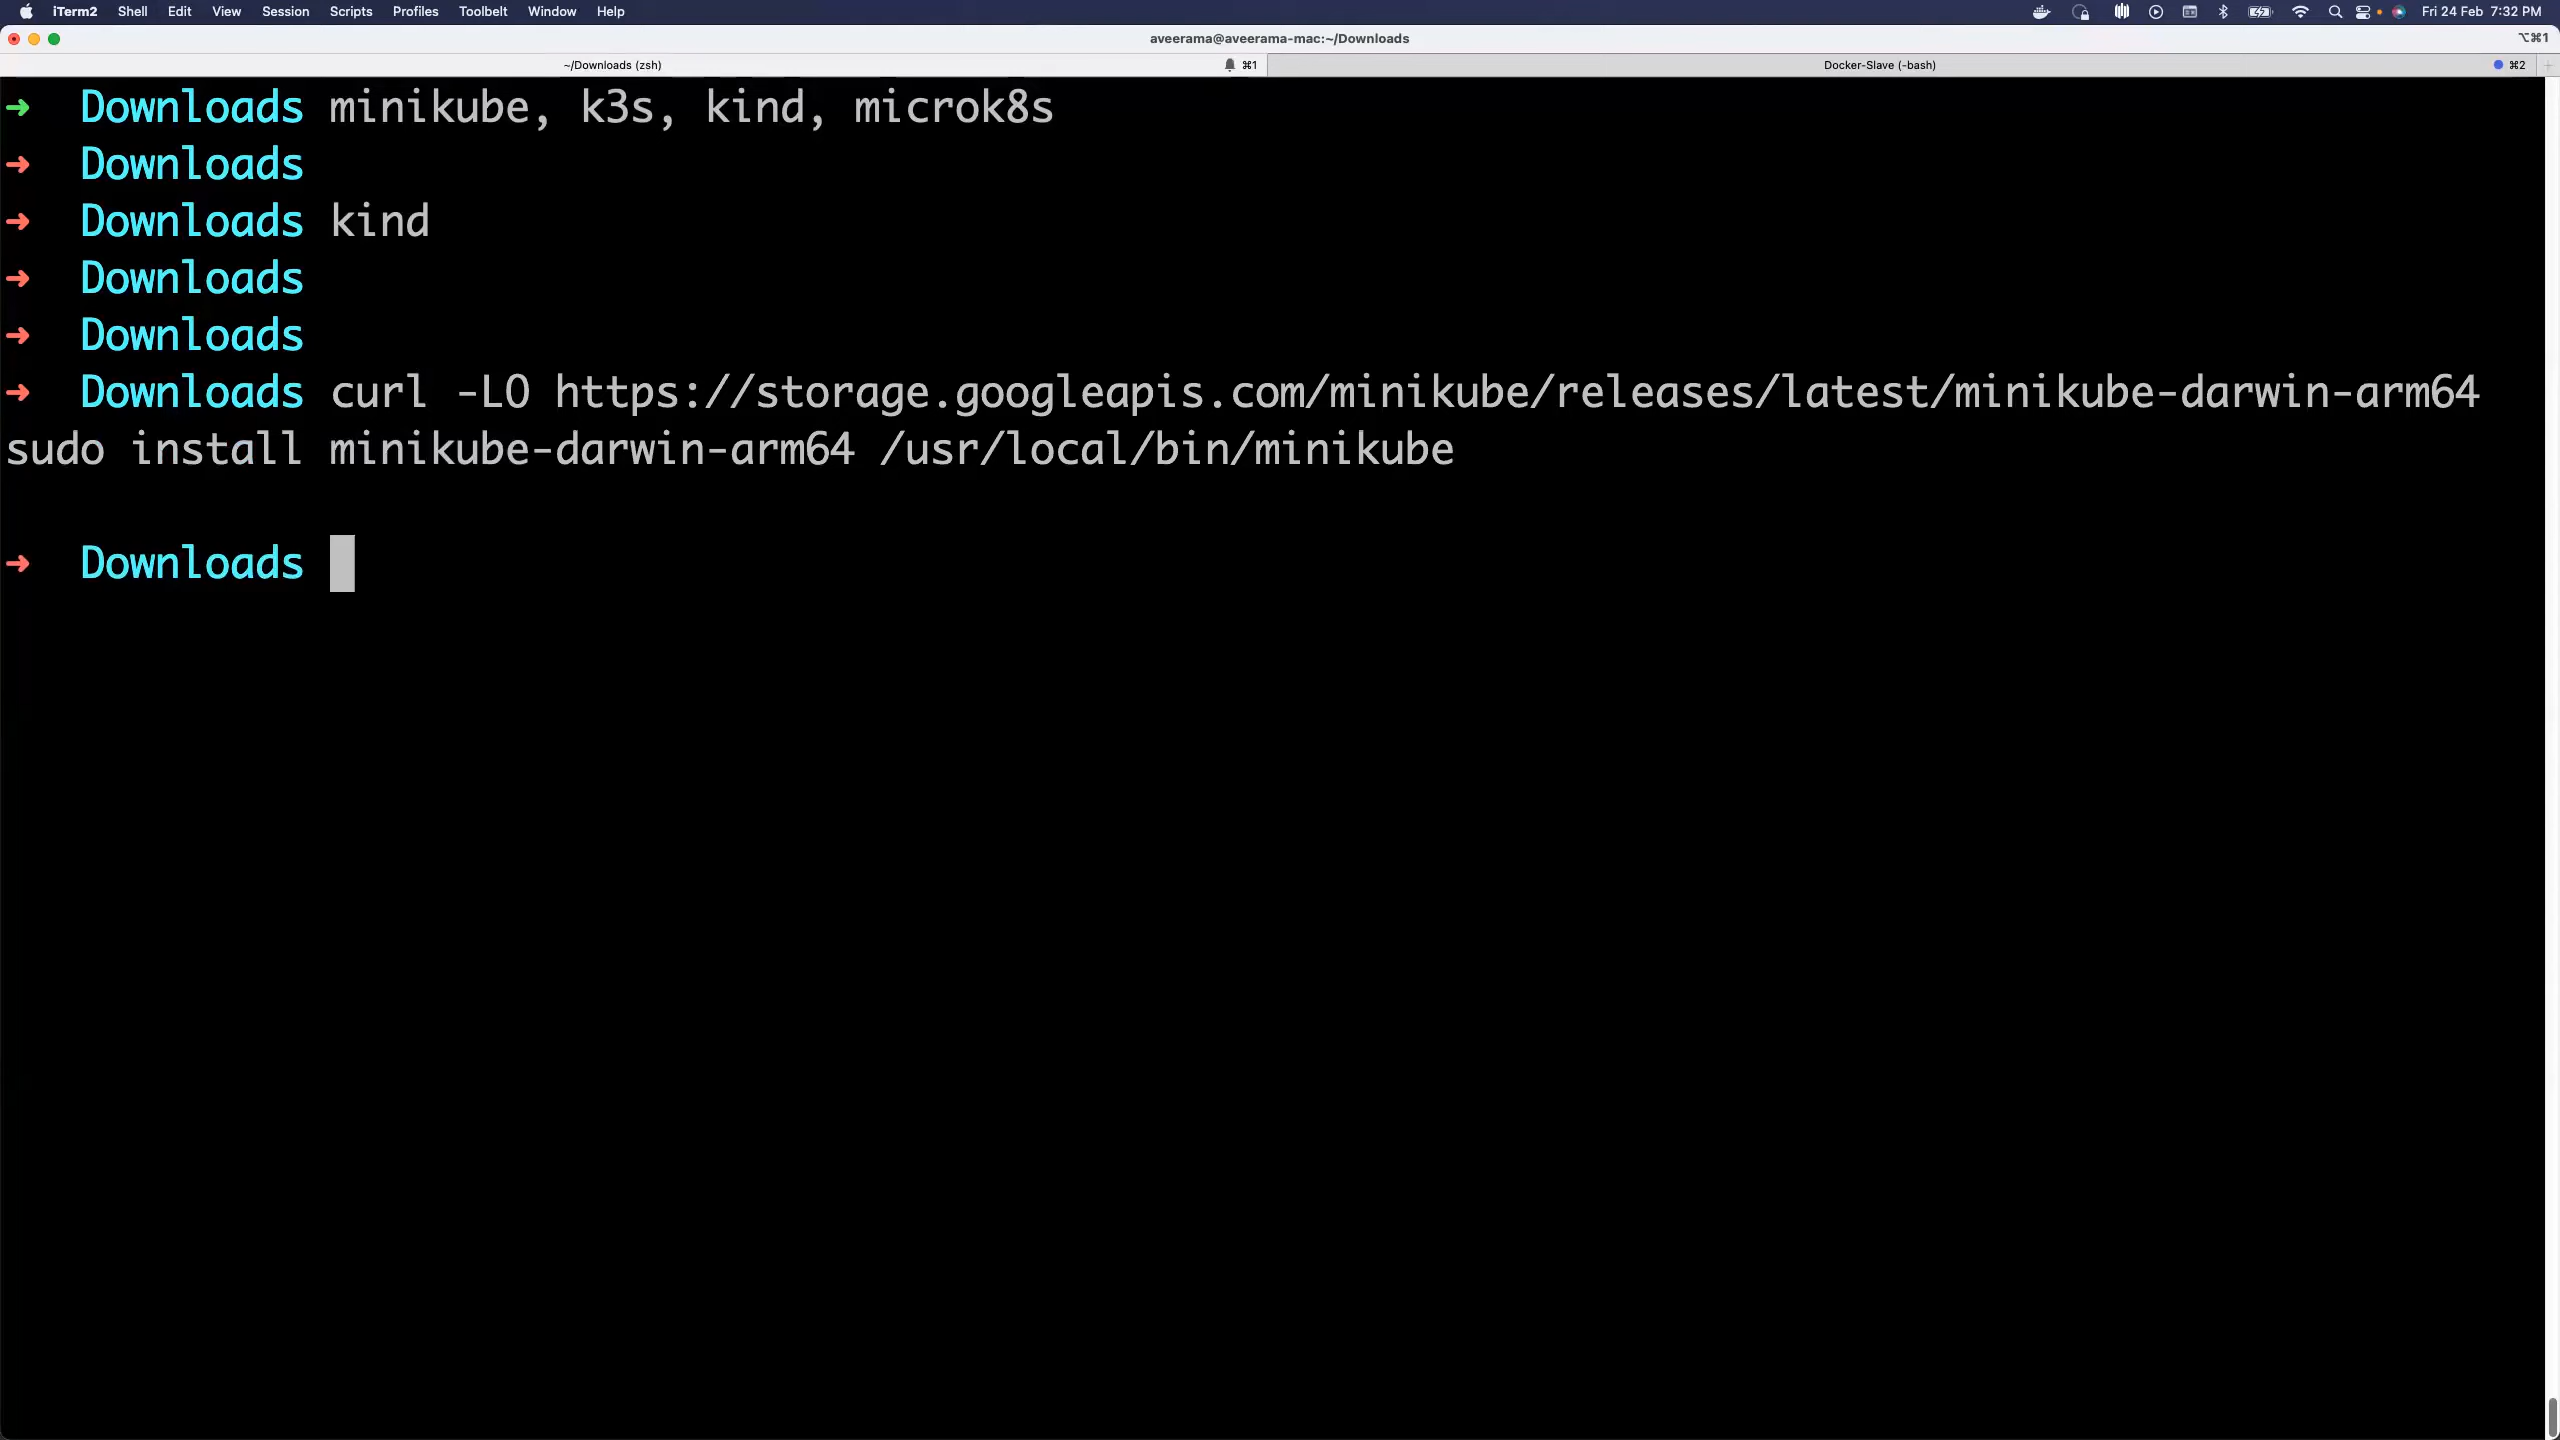 iTerm2 Shell Edit View Session Scripts Profiles Toolbelt Window Help Fri 24 Feb 7:32 PM
aveerama@aveerama-mac:~/Downloads ⌥⌘1
~/Downloads (zsh) ⌘1 Docker-Slave (-bash) ⌘2
➜ Downloads minikube, k3s, kind, microk8s
➜ Downloads
➜ Downloads kind
➜ Downloads
➜ Downloads
➜ Downloads curl -LO https://storage.googleapis.com/minikube/releases/latest/minikube-darwin-arm64
sudo install minikube-darwin-arm64 /usr/local/bin/minikube
➜ Downloads